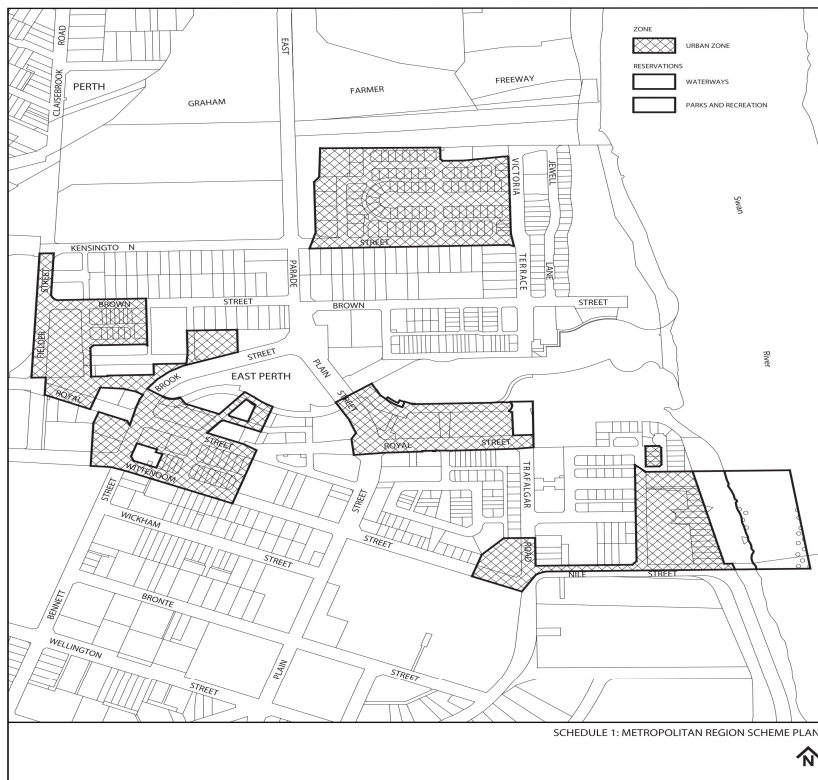 ZONE
URBAN ZONE
RESERVATIONS
WATERWAYS
PARKS AND RECREATION
ROAD
CLAISEBROOK
PERTH
EAST
GRAHAM
FARMER
FREEWAY
VICTORIA
JEWELL
Swan
STREET
KENSINGTO N
PARADE
TERRACE
LANE
STREET
BROWN
STREET
BROWN
STREET
FIELDER
STREET
BROOK
EAST PERTH
PLAIN
STREET
River
ROYAL
STREET
ROYAL
STREET
WITTENOOM
TRAFALGAR
STREET
WICKHAM
STREET
STREET
STREET
ROAD
NILE
STREET
BENNETT
BRONTE
WELLINGTON
STREET
PLAIN
STREET
SCHEDULE 1: METROPOLITAN REGION SCHEME PLAN
N